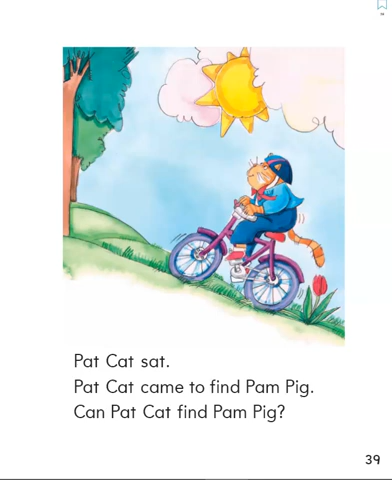 Pat Cat sat.
Pat Cat came to find Pam Pig.
Can Pat Cat find Pam Pig?
39